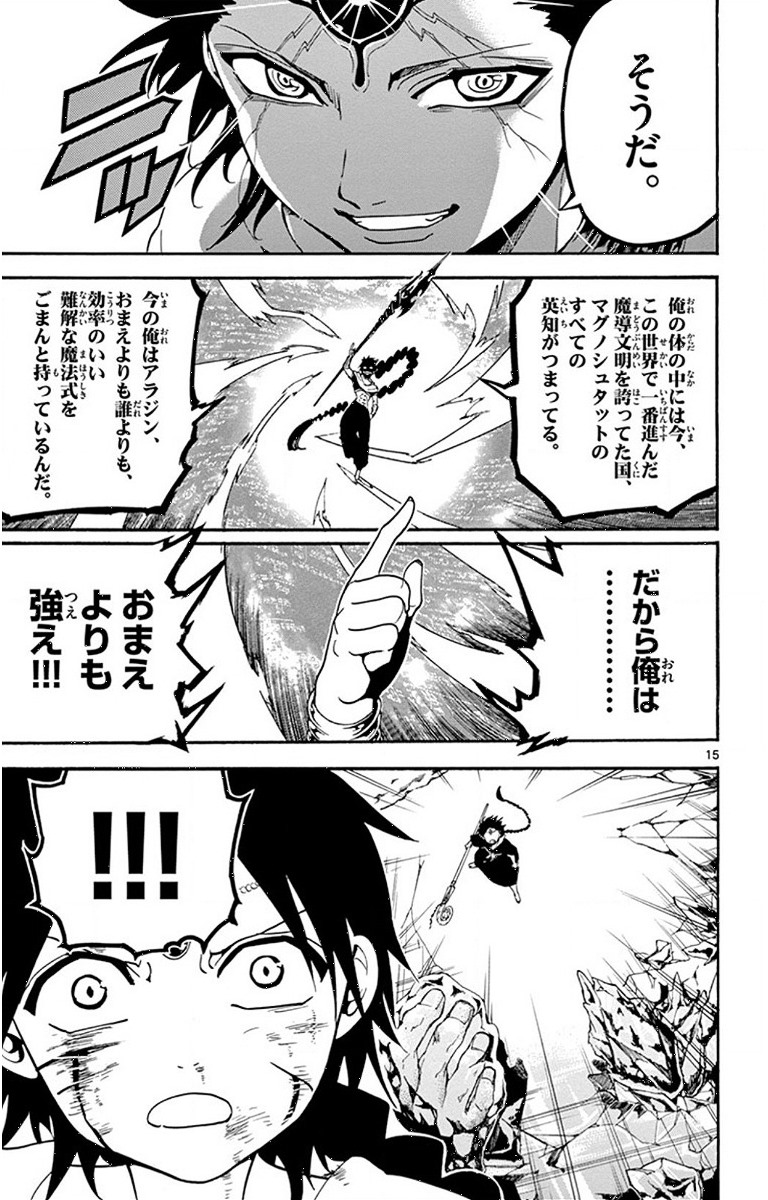 そうだ。
ニッ
俺の体の中には今、
この世界で一番進んだ
魔導文明を誇ってた国、
マグノシュタットの
すべての
英知がつまってる。
今の俺はアラジン、
おまえよりも誰よりも、
効率のいい
難解な魔法式を
ごまんと持っているんだ。
だから俺は
…………
おまえ
よりも
強え!!!
15
!!!